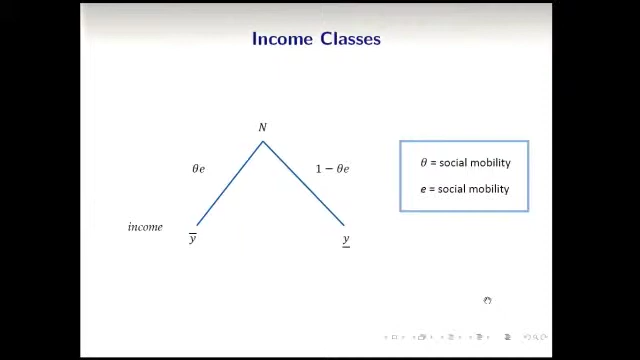 Income Classes
N
θe
1 − θe
θ = social mobility
e = social mobility
income
y̅
y̲